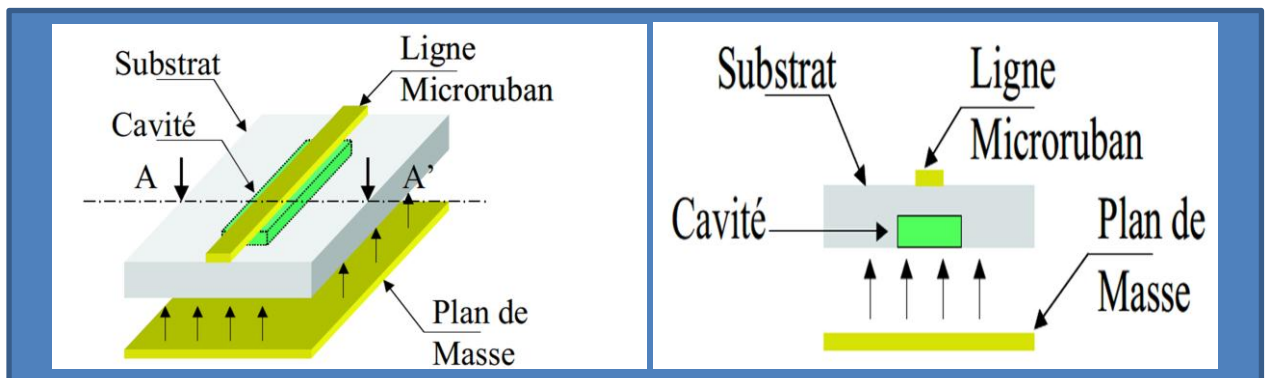 Substrat
Ligne
Microruban
Cavité
A
A’
Plan de
Masse
Substrat
Ligne
Microruban
Cavité
Plan de
Masse